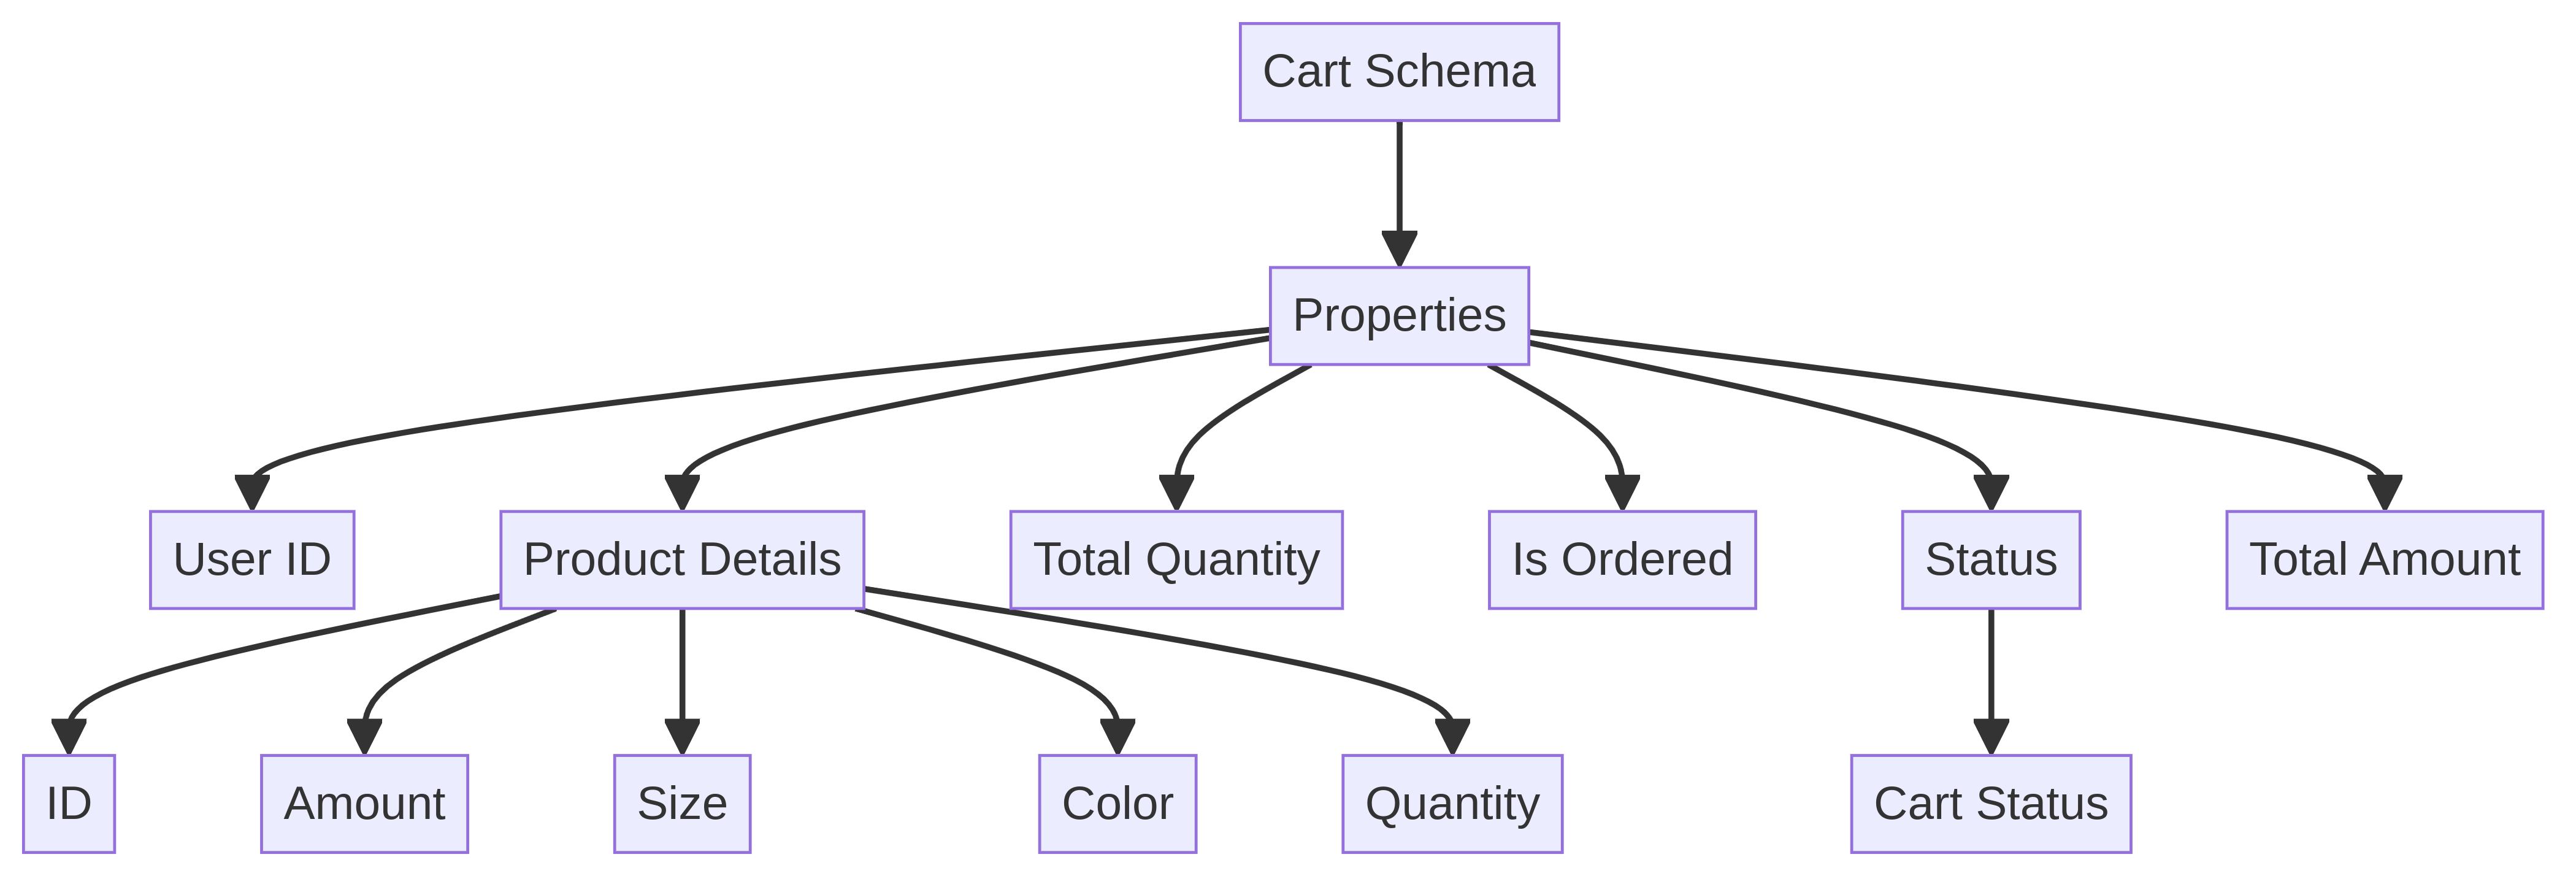 Cart Schema
Properties
User ID
Product Details
Total Quantity
Is Ordered
Status
Total Amount
ID
Amount
Size
Color
Quantity
Cart Status